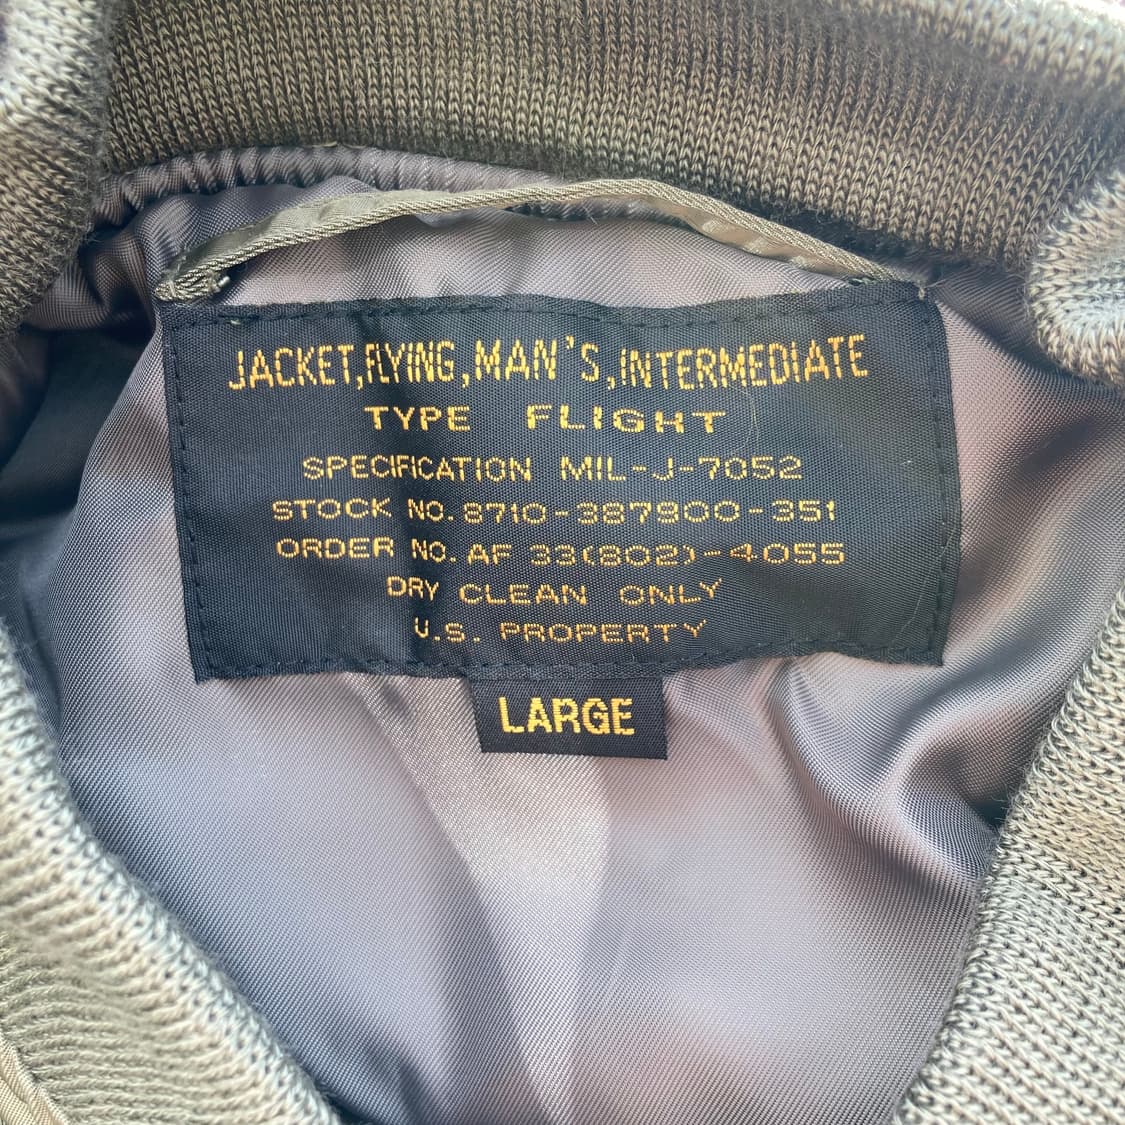 JACKET,FLYING,MAN'S,INTERMEDIATE
TYPE FLIGHT
SPECIFICATION MIL-J-7052
STOCK NO. 8710-387900-351
ORDER NO. AF 33(802)-4055
DRY CLEAN ONLY
U.S. PROPERTY
LARGE